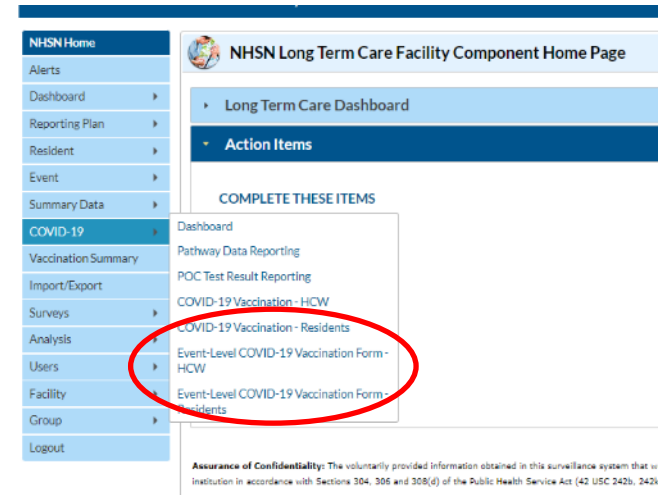 NHSN Home
Alerts
Dashboard
Reporting Plan
Resident
Event
Summary Data
COVID-19
Vaccination Summary
Import/Export
Surveys
Analysis
Users
Facility
Group
Logout
NHSN Long Term Care Facility Component Home Page
Long Term Care Dashboard
Action Items
COMPLETE THESE ITEMS
Dashboard
Pathway Data Reporting
POC Test Result Reporting
COVID-19 Vaccination - HCW
COVID-19 Vaccination - Residents
Event-Level COVID-19 Vaccination Form -
HCW
Event-Level COVID-19 Vaccination Form -
Residents
Assurance of Confidentiality: The voluntarily provided information obtained in this surveillance system that
institution in accordance with Sections 304, 306 and 308(d) of the Public Health Service Act (42 USC 242b, 242k